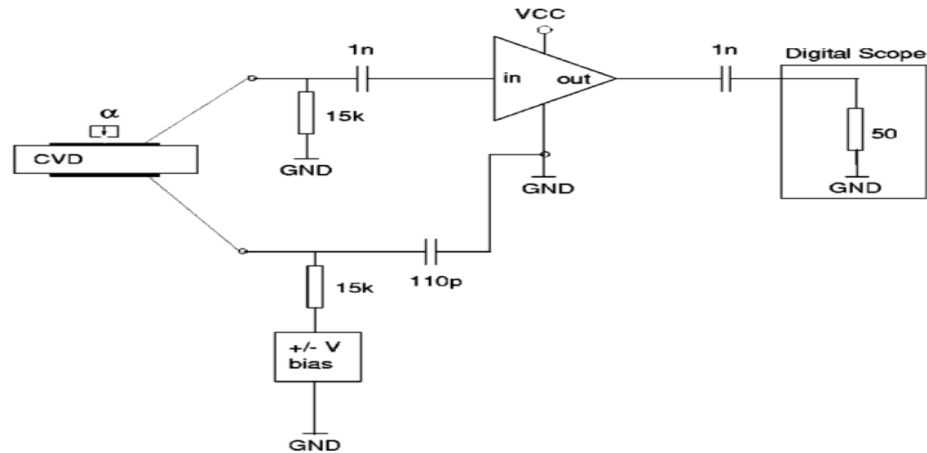 VCC
1n
1n
Digital Scope
in
out
α
15k
50
CVD
GND
GND
GND
110p
15k
+/- V
bias
GND